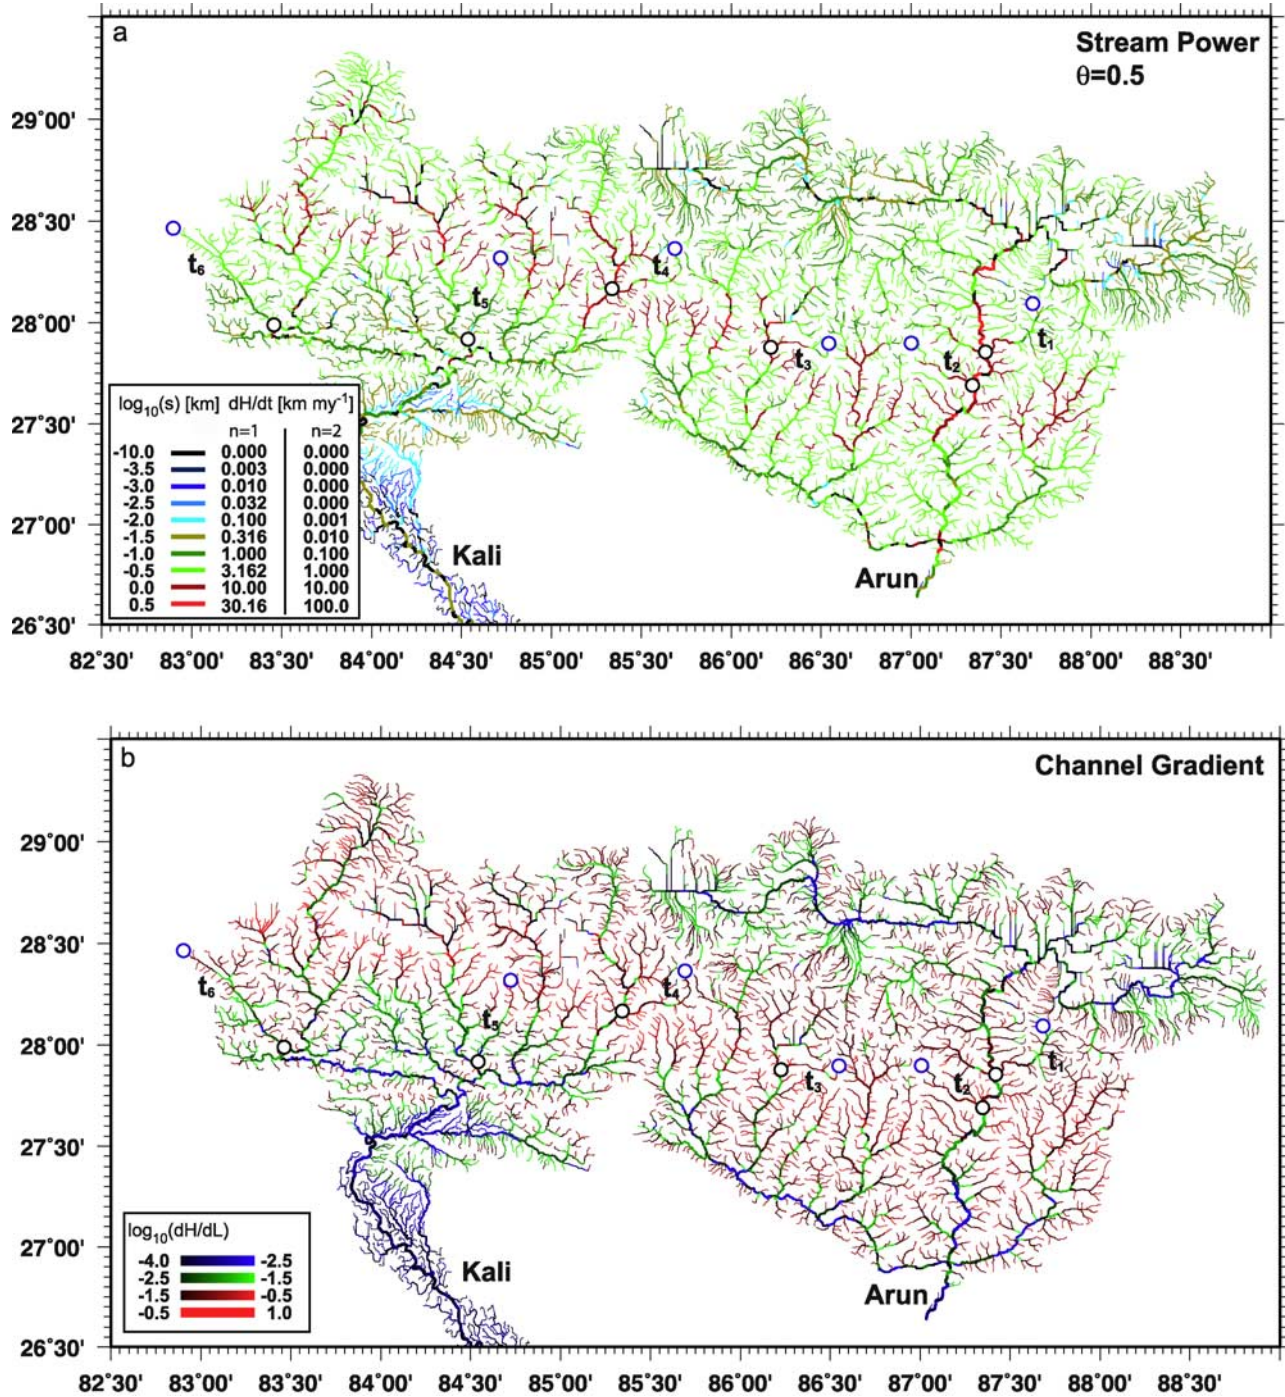 a
Stream Power
θ=0.5
29°00'
28°30'
28°00'
27°30'
27°00'
26°30'
t6
t5
t4
t3
t2
t1
log10(s) [km] dH/dt [km my-1]
n=1 n=2
-10.0 0.000 0.000
-3.5 0.003 0.000
-3.0 0.010 0.000
-2.5 0.032 0.000
-2.0 0.100 0.001
-1.5 0.316 0.010
-1.0 1.000 0.100
-0.5 3.162 1.000
0.0 10.00 10.00
0.5 30.16 100.0
Kali
Arun
82°30' 83°00' 83°30' 84°00' 84°30' 85°00' 85°30' 86°00' 86°30' 87°00' 87°30' 88°00' 88°30'
b
Channel Gradient
29°00'
28°30'
28°00'
27°30'
27°00'
26°30'
t6
t5
t4
t3
t2
t1
log10(dH/dL)
-4.0 -2.5
-2.5 -1.5
-1.5 -0.5
-0.5 1.0
Kali
Arun
82°30' 83°00' 83°30' 84°00' 84°30' 85°00' 85°30' 86°00' 86°30' 87°00' 87°30' 88°00' 88°30'